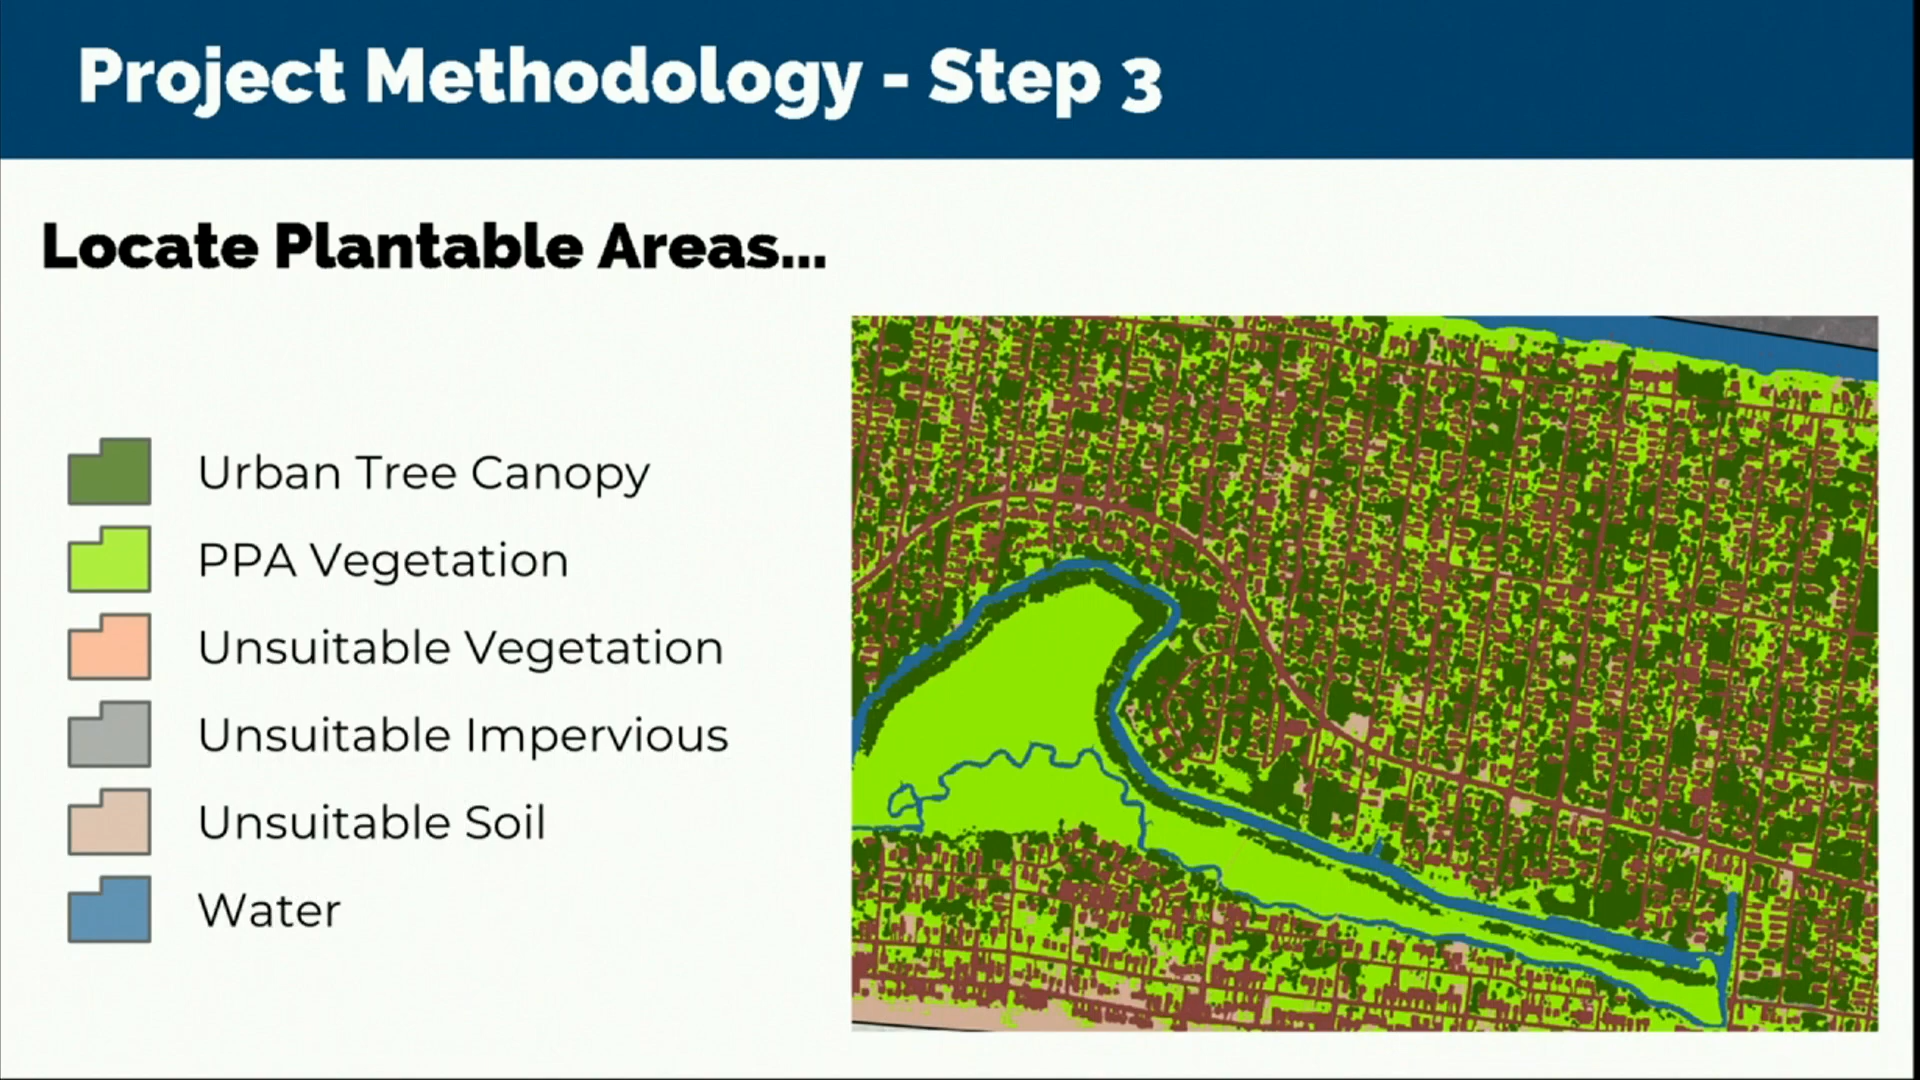 Project Methodology - Step 3
Locate Plantable Areas...
Urban Tree Canopy
PPA Vegetation
Unsuitable Vegetation
Unsuitable Impervious
Unsuitable Soil
Water